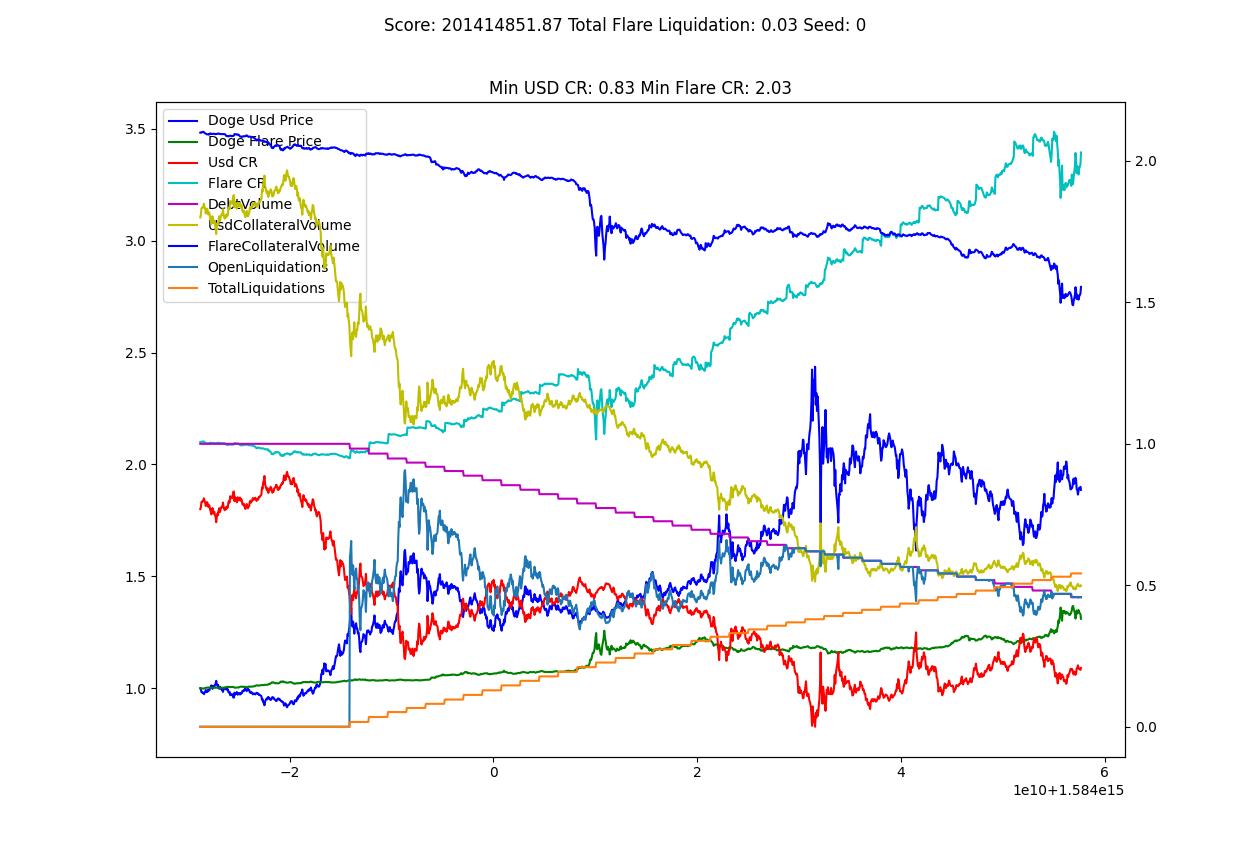 Score: 201414851.87 Total Flare Liquidation: 0.03 Seed: 0
Min USD CR: 0.83 Min Flare CR: 2.03
Doge Usd Price
Doge Flare Price
Usd CR
Flare CR
DebtVolume
UsdCollateralVolume
FlareCollateralVolume
OpenLiquidations
TotalLiquidations
3.5
3.0
2.5
2.0
1.5
1.0
2.0
1.5
1.0
0.5
0.0
−2
0
2
4
6
1e10+1.584e15